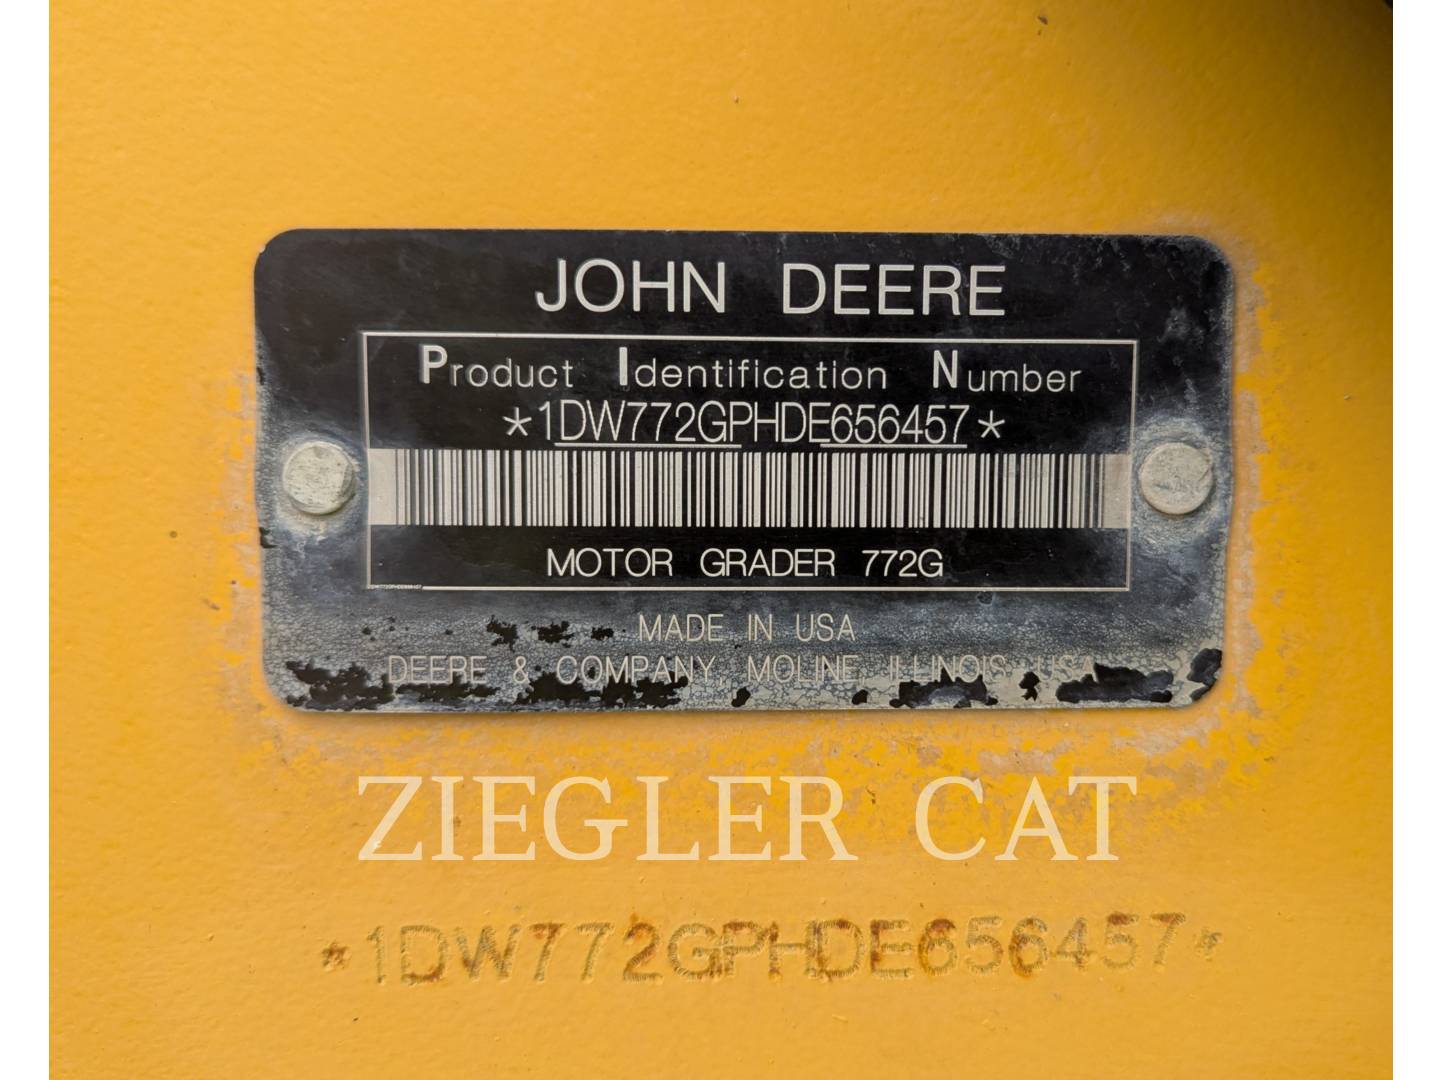 JOHN DEERE
Product Identification Number
*1DW772GPHDE656457*
MOTOR GRADER 772G
MADE IN USA
DEERE & COMPANY, MOLINE, ILLINOIS, USA
ZIEGLER CAT
*1DW772GPHDE656457*